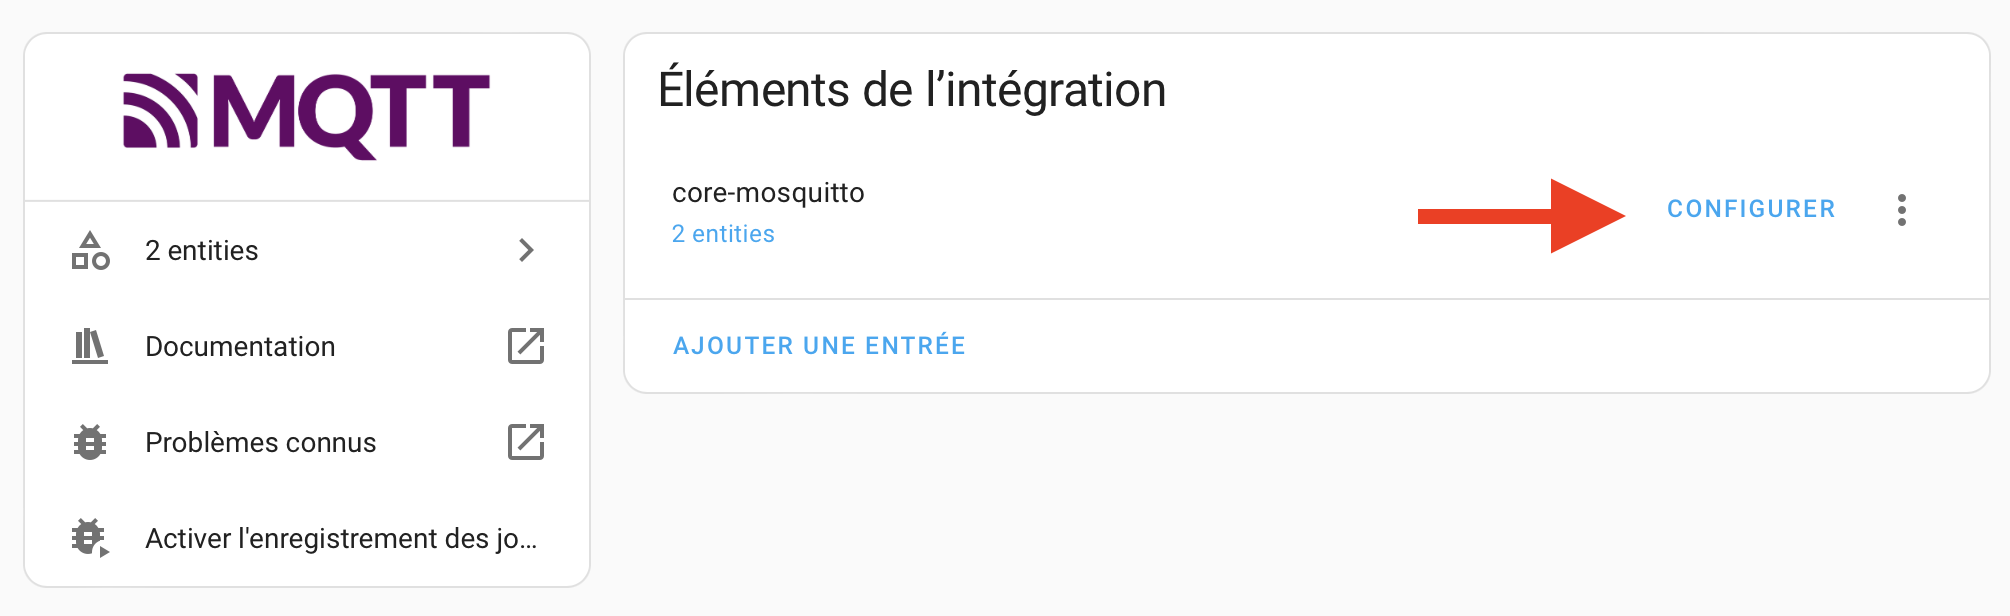 MQTT
2 entities
Documentation
Problèmes connus
Activer l'enregistrement des jo...
Éléments de l’intégration
core-mosquitto
2 entities
CONFIGURER
AJOUTER UNE ENTRÉE